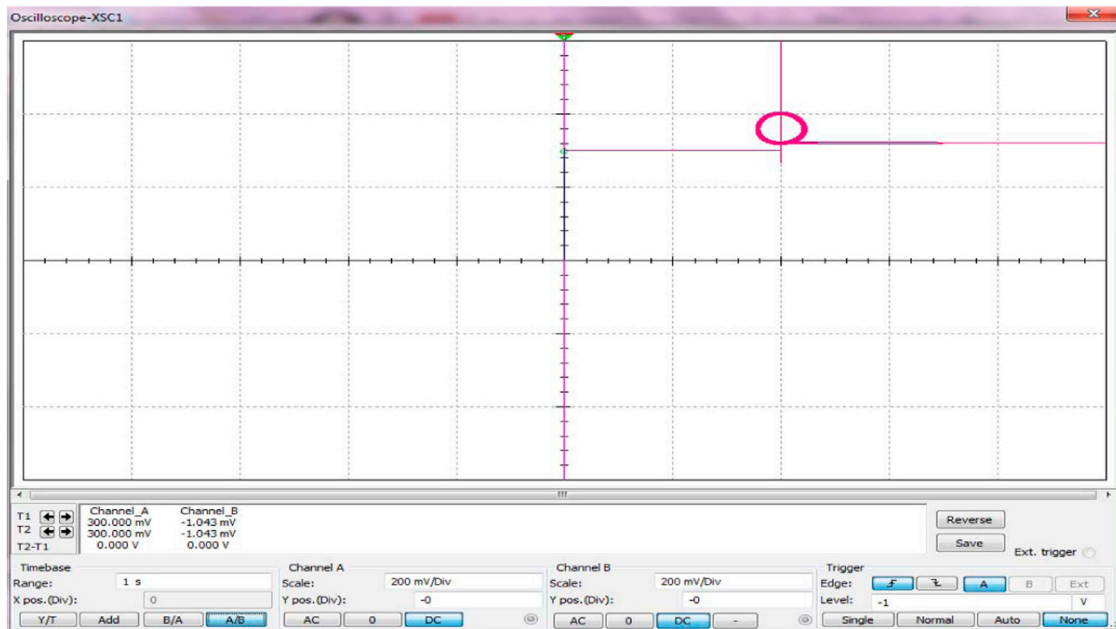 Oscilloscope-XSC1
T1
T2
T2-T1
Channel_A Channel_B
300.000 mV -1.043 mV
300.000 mV -1.043 mV
0.000 V 0.000 V
Reverse
Save
Ext. trigger
Timebase
Range: 1 s
X pos.(Div): 0
Y/T Add B/A A/B
Channel A
Scale: 200 mV/Div
Y pos.(Div): -0
AC 0 DC
Channel B
Scale: 200 mV/Div
Y pos.(Div): -0
AC 0 DC -
Trigger
Edge: A B Ext
Level: -1 V
Single Normal Auto None